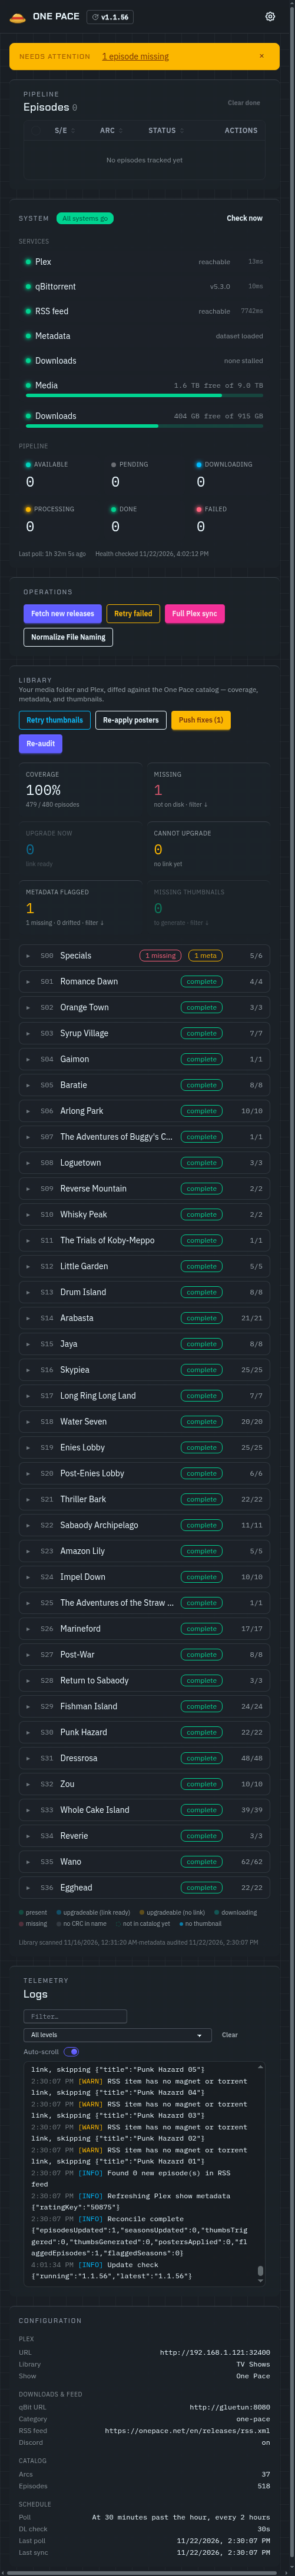 ONE PACE v1.1.56
NEEDS ATTENTION 1 episode missing ×
PIPELINE
Episodes 0 Clear done
S/E ARC STATUS ACTIONS
No episodes tracked yet
SYSTEM All systems go Check now
SERVICES
Plex reachable 13ms
qBittorrent v5.3.0 10ms
RSS feed reachable 7742ms
Metadata dataset loaded
Downloads none stalled
Media 1.6 TB free of 9.0 TB
Downloads 404 GB free of 915 GB
PIPELINE
AVAILABLE PENDING DOWNLOADING
0 0 0
PROCESSING DONE FAILED
0 0 0
Last poll: 1h 32m 5s ago Health checked 11/22/2026, 4:02:12 PM
OPERATIONS
Fetch new releases Retry failed Full Plex sync
Normalize File Naming
LIBRARY
Your media folder and Plex, diffed against the One Pace catalog — coverage,
metadata, and thumbnails.
Retry thumbnails Re-apply posters Push fixes (1)
Re-audit
COVERAGE MISSING
100% 1
479 / 480 episodes not on disk · filter ↓
UPGRADE NOW CANNOT UPGRADE
0 0
link ready no link yet
METADATA FLAGGED MISSING THUMBNAILS
1 0
1 missing · 0 drifted · filter ↓ to generate · filter ↓
▸ S00 Specials 1 missing 1 meta 5/6
▸ S01 Romance Dawn complete 4/4
▸ S02 Orange Town complete 3/3
▸ S03 Syrup Village complete 7/7
▸ S04 Gaimon complete 1/1
▸ S05 Baratie complete 8/8
▸ S06 Arlong Park complete 10/10
▸ S07 The Adventures of Buggy's C... complete 1/1
▸ S08 Loguetown complete 3/3
▸ S09 Reverse Mountain complete 2/2
▸ S10 Whisky Peak complete 2/2
▸ S11 The Trials of Koby-Meppo complete 1/1
▸ S12 Little Garden complete 5/5
▸ S13 Drum Island complete 8/8
▸ S14 Arabasta complete 21/21
▸ S15 Jaya complete 8/8
▸ S16 Skypiea complete 25/25
▸ S17 Long Ring Long Land complete 7/7
▸ S18 Water Seven complete 20/20
▸ S19 Enies Lobby complete 25/25
▸ S20 Post-Enies Lobby complete 6/6
▸ S21 Thriller Bark complete 22/22
▸ S22 Sabaody Archipelago complete 11/11
▸ S23 Amazon Lily complete 5/5
▸ S24 Impel Down complete 10/10
▸ S25 The Adventures of the Straw ... complete 1/1
▸ S26 Marineford complete 17/17
▸ S27 Post-War complete 8/8
▸ S28 Return to Sabaody complete 3/3
▸ S29 Fishman Island complete 24/24
▸ S30 Punk Hazard complete 22/22
▸ S31 Dressrosa complete 48/48
▸ S32 Zou complete 10/10
▸ S33 Whole Cake Island complete 39/39
▸ S34 Reverie complete 3/3
▸ S35 Wano complete 62/62
▸ S36 Egghead complete 22/22
present upgradeable (link ready) upgradeable (no link) downloading
missing no CRC in name not in catalog yet no thumbnail
Library scanned 11/16/2026, 12:31:20 AM·metadata audited 11/22/2026, 2:30:07 PM
TELEMETRY
Logs
Filter…
All levels Clear
Auto-scroll
link, skipping {"title":"Punk Hazard 05"}
2:30:07 PM [WARN] RSS item has no magnet or torrent
link, skipping {"title":"Punk Hazard 04"}
2:30:07 PM [WARN] RSS item has no magnet or torrent
link, skipping {"title":"Punk Hazard 03"}
2:30:07 PM [WARN] RSS item has no magnet or torrent
link, skipping {"title":"Punk Hazard 02"}
2:30:07 PM [WARN] RSS item has no magnet or torrent
link, skipping {"title":"Punk Hazard 01"}
2:30:07 PM [INFO] Found 0 new episode(s) in RSS
feed
2:30:07 PM [INFO] Refreshing Plex show metadata
{"ratingKey":"50875"}
2:30:07 PM [INFO] Reconcile complete
{"episodesUpdated":1,"seasonsUpdated":0,"thumbsTrig
gered":0,"thumbsGenerated":0,"postersApplied":0,"fl
aggedEpisodes":1,"flaggedSeasons":0}
4:01:34 PM [INFO] Update check
{"running":"1.1.56","latest":"1.1.56"}
CONFIGURATION
PLEX
URL http://192.168.1.121:32400
Library TV Shows
Show One Pace
DOWNLOADS & FEED
qBit URL http://gluetun:8080
Category one-pace
RSS feed https://onepace.net/en/releases/rss.xml
Discord on
CATALOG
Arcs 37
Episodes 518
SCHEDULE
Poll At 30 minutes past the hour, every 2 hours
DL check 30s
Last poll 11/22/2026, 2:30:07 PM
Last sync 11/22/2026, 2:30:07 PM